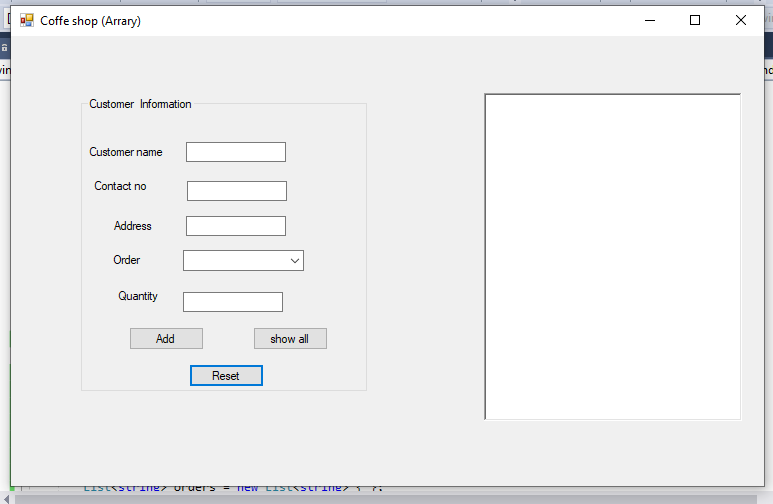 Coffe shop (Arrary)
Customer Information
Customer name
Contact no
Address
Order
Quantity
Add
show all
Reset
List<string> orders = new List<string> { };